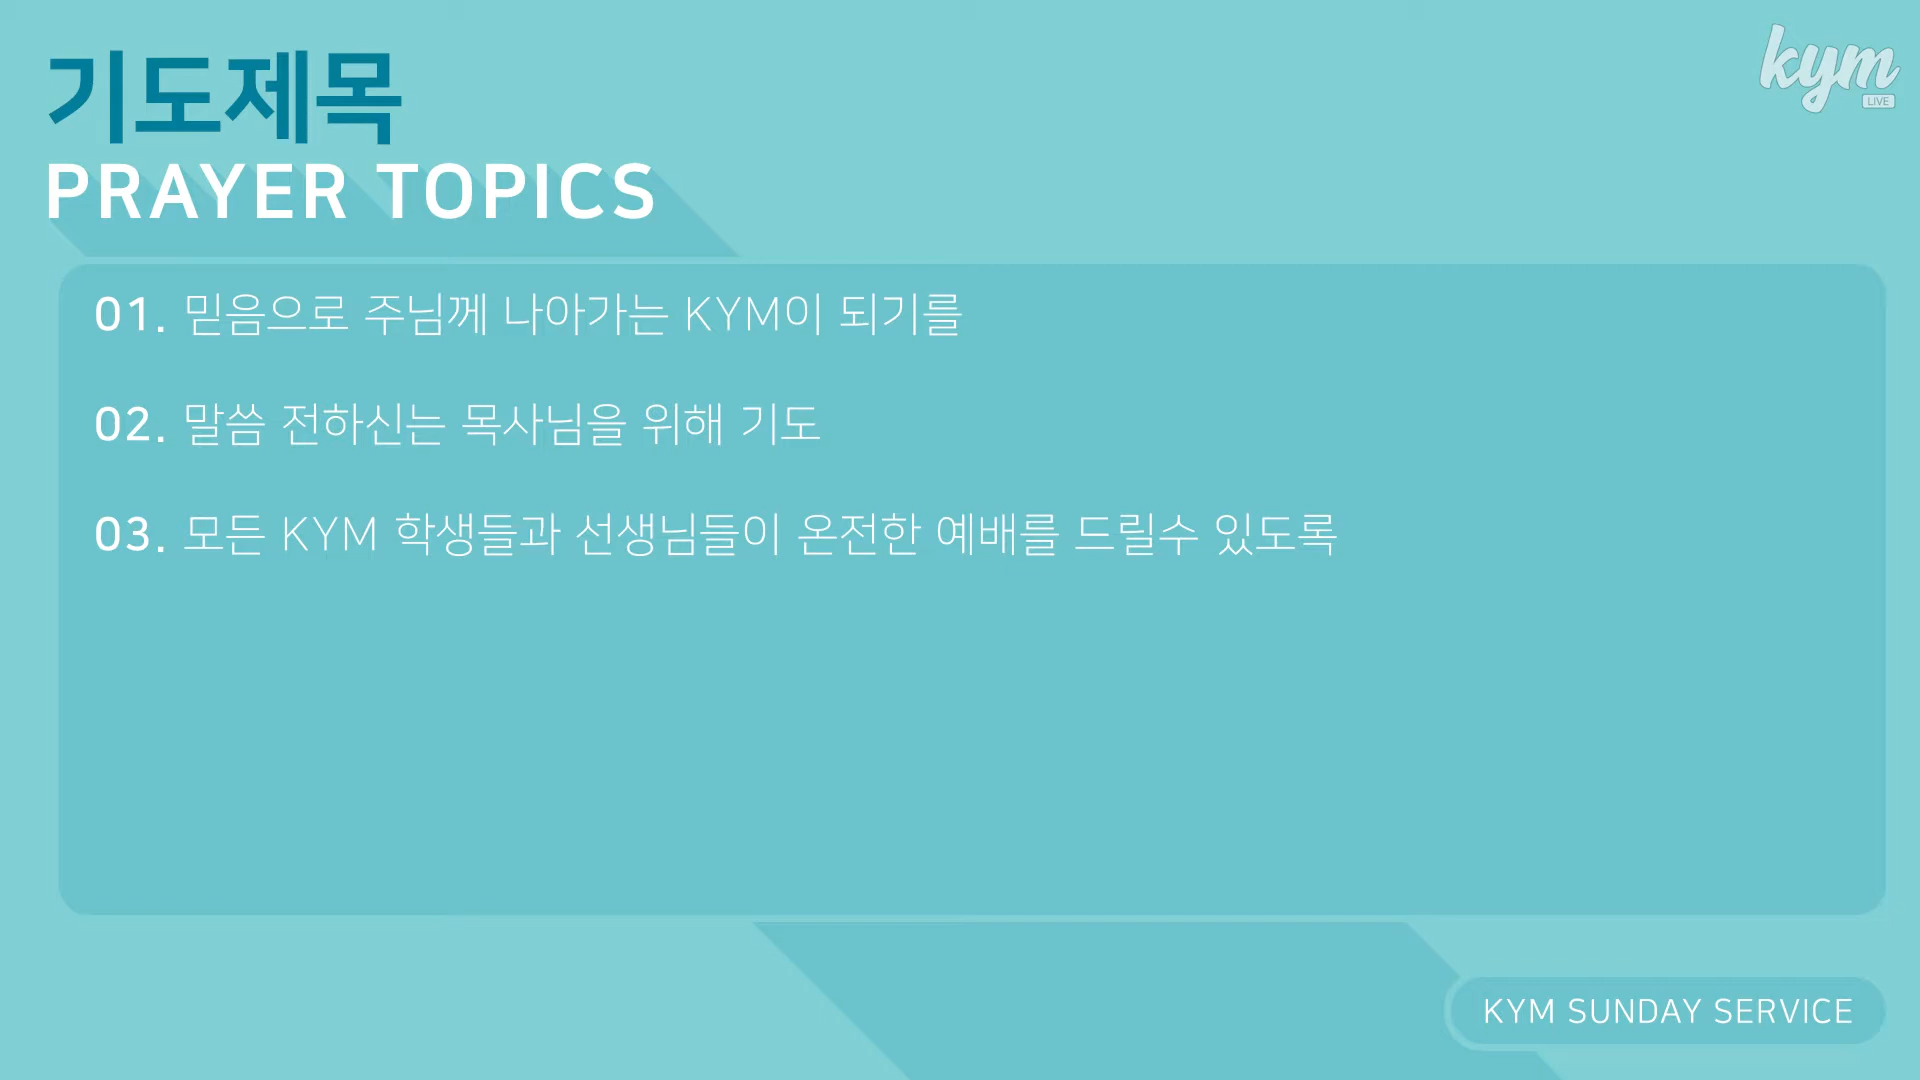 기도제목
kym
LIVE
PRAYER TOPICS
01. 믿음으로 주님께 나아가는 KYM이 되기를
02. 말씀 전하신는 목사님을 위해 기도
03. 모든 KYM 학생들과 선생님들이 온전한 예배를 드릴수 있도록
KYM SUNDAY SERVICE